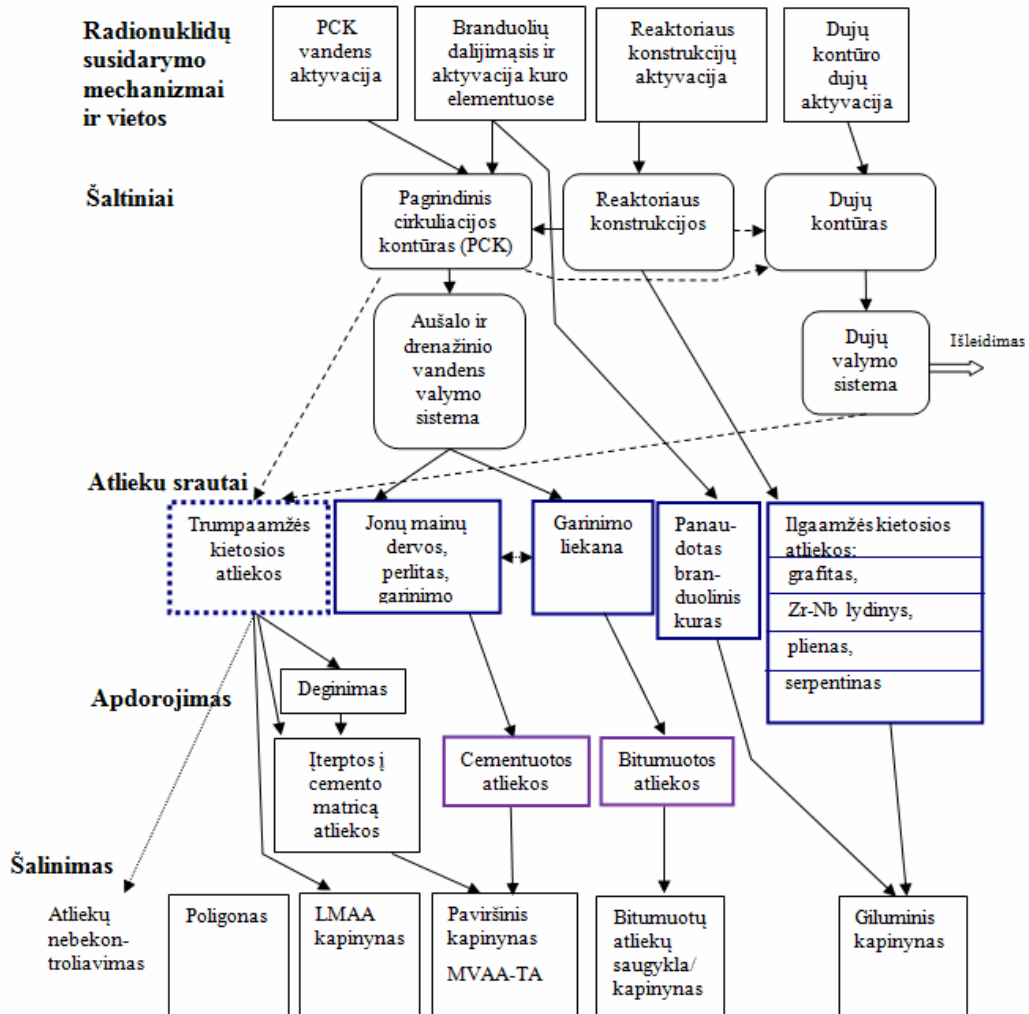 Radionuklidų
susidarymo
mechanizmai
ir vietos
PCK
vandens
aktyvacija
Branduolių
dalijimąsis ir
aktyvacija kuro
elementuose
Reaktoriaus
konstrukcijų
aktyvacija
Dujų
kontūro
dujų
aktyvacija
Šaltiniai
Pagrindinis
cirkuliacijos
kontūras (PCK)
Reaktoriaus
konstrukcijos
Dujų
kontūras
Aušalo ir
drenažinio
vandens
valymo
sistema
Dujų
valymo
sistema
Išleidimas
Atlieku srautai
Trumpaamžės
kietosios
atliekos
Jonų mainų
dervos,
perlitas,
garinimo
Garinimo
liekana
Panau-
dotas
bran-
duolinis
kuras
Ilgaamžės kietosios
atliekos:
grafitas,
Zr-Nb lydinys,
plienas,
serpentinas
Apdorojimas
Deginimas
Įterptos į
cemento
matricą
atliekos
Cementuotos
atliekos
Bitumuotos
atliekos
Šalinimas
Atliekų
nebekon-
troliavimas
Poligonas
LMAA
kapinynas
Paviršinis
kapinynas
MVAA-TA
Bitumuotų
atliekų
saugykla/
kapinynas
Giluminis
kapinynas